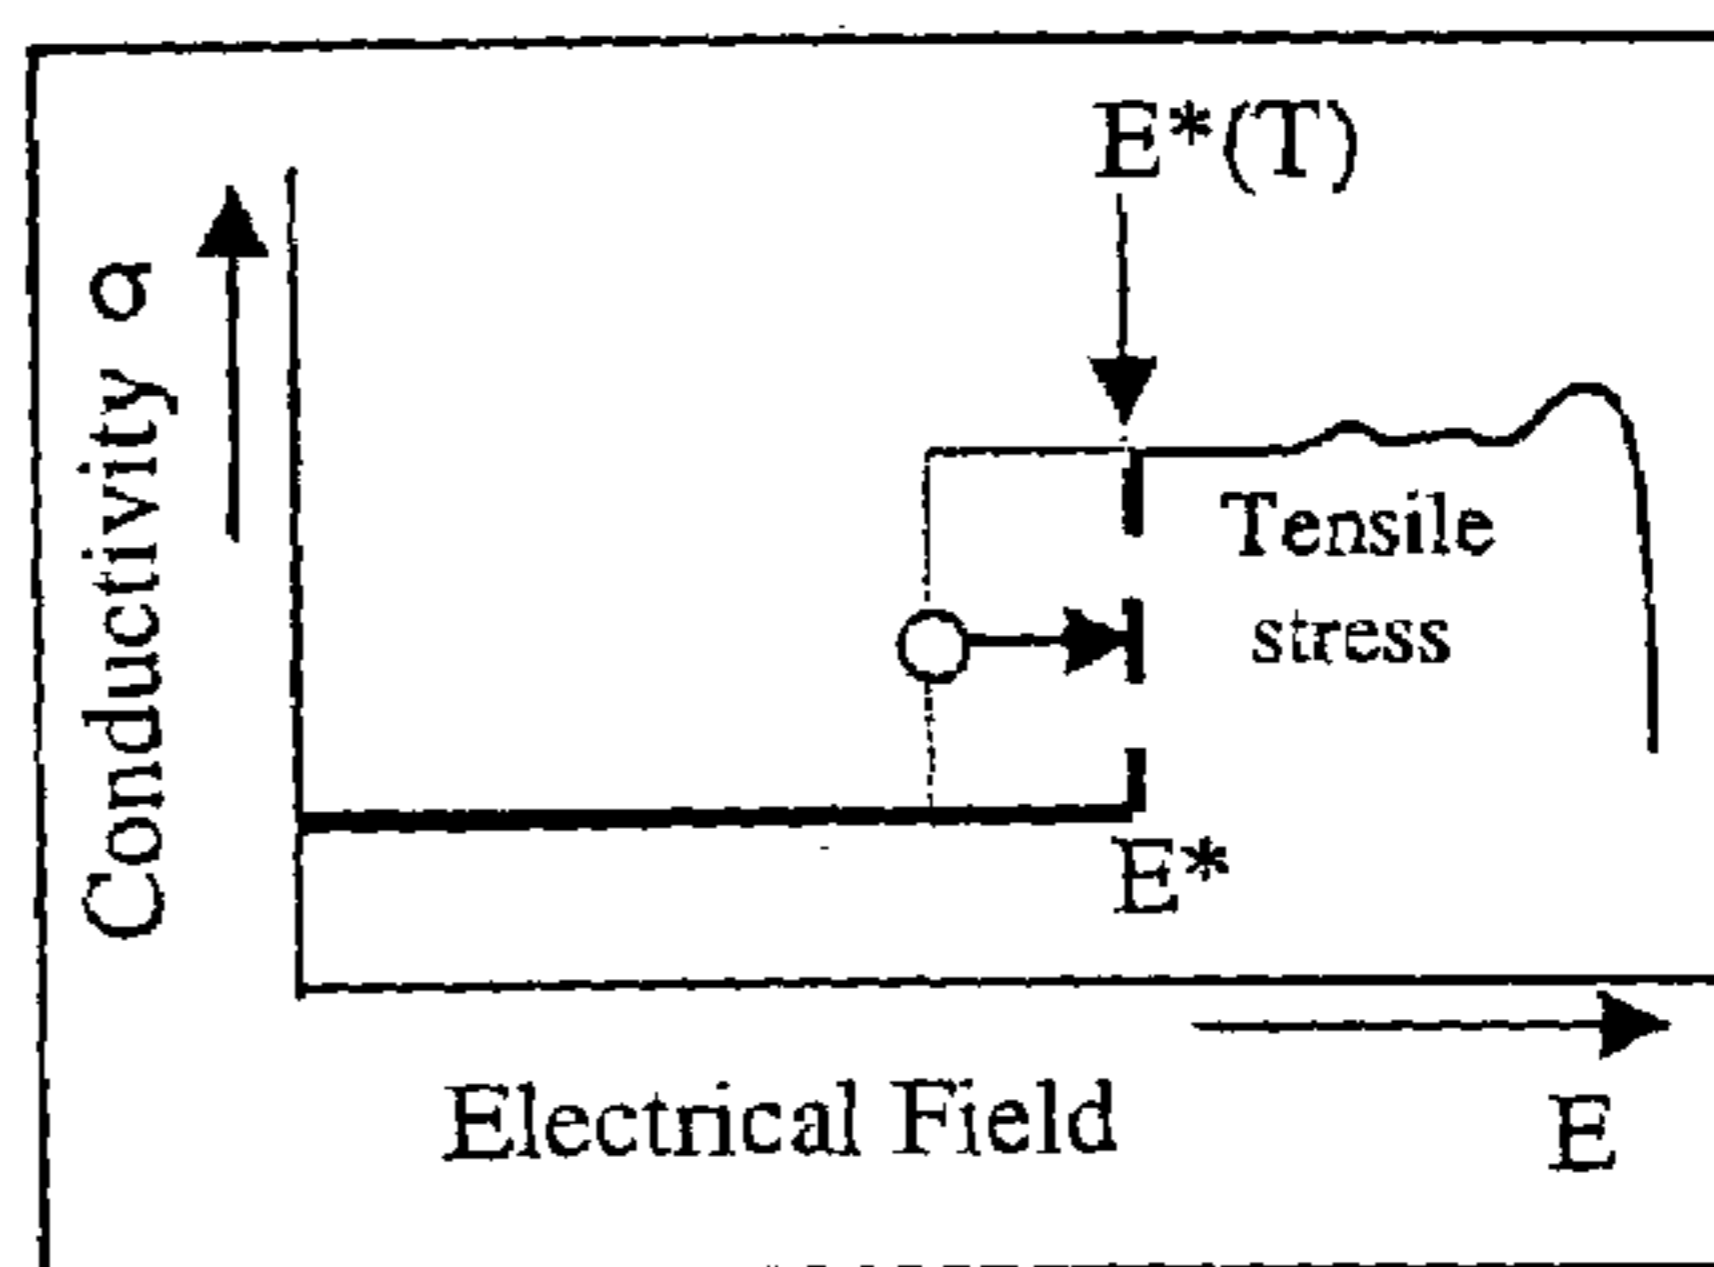 E*(T)
Conductivity σ
Tensile
stress
E*
Electrical Field
E